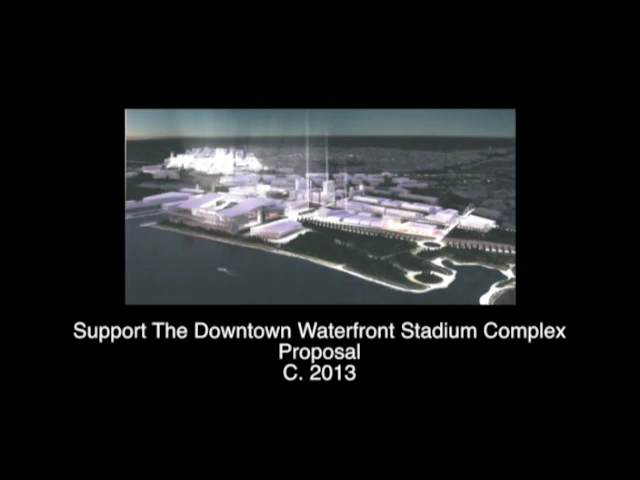 Support The Downtown Waterfront Stadium Complex
Proposal
C. 2013